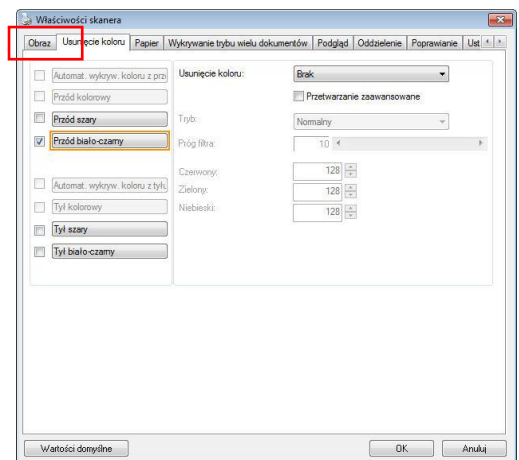 Właściwości skanera
Obraz Usunięcie koloru Papier Wykrywanie trybu wielu dokumentów Podgląd Oddzielenie Poprawianie Ust
Automat. wykryw. koloru z prz
Usunięcie koloru: Brak
Przód kolorowy
Przetwarzanie zaawansowane
Przód szary
Tryb: Normalny
Przód biało-czarny
Próg filtra: 10
Czerwony: 128
Automat. wykryw. koloru z tyłu
Zielony: 128
Tył kolorowy
Niebieski: 128
Tył szary
Tył biało-czarny
Wartości domyślne OK Anuluj